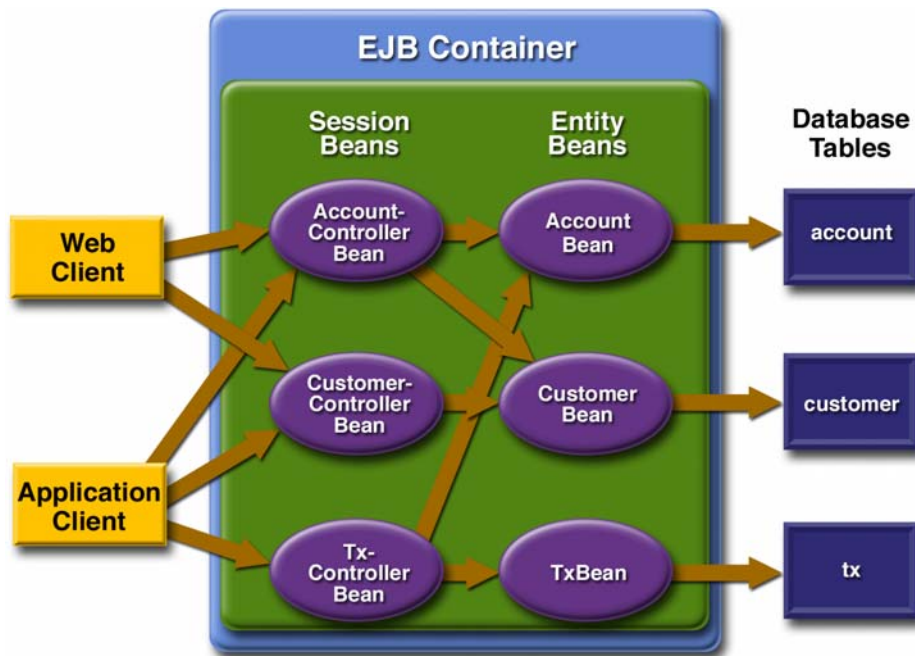 EJB Container
Session
Beans
Entity
Beans
Database
Tables
Web
Client
Application
Client
Account-
Controller
Bean
Account
Bean
account
Customer-
Controller
Bean
Customer
Bean
customer
Tx-
Controller
Bean
TxBean
tx